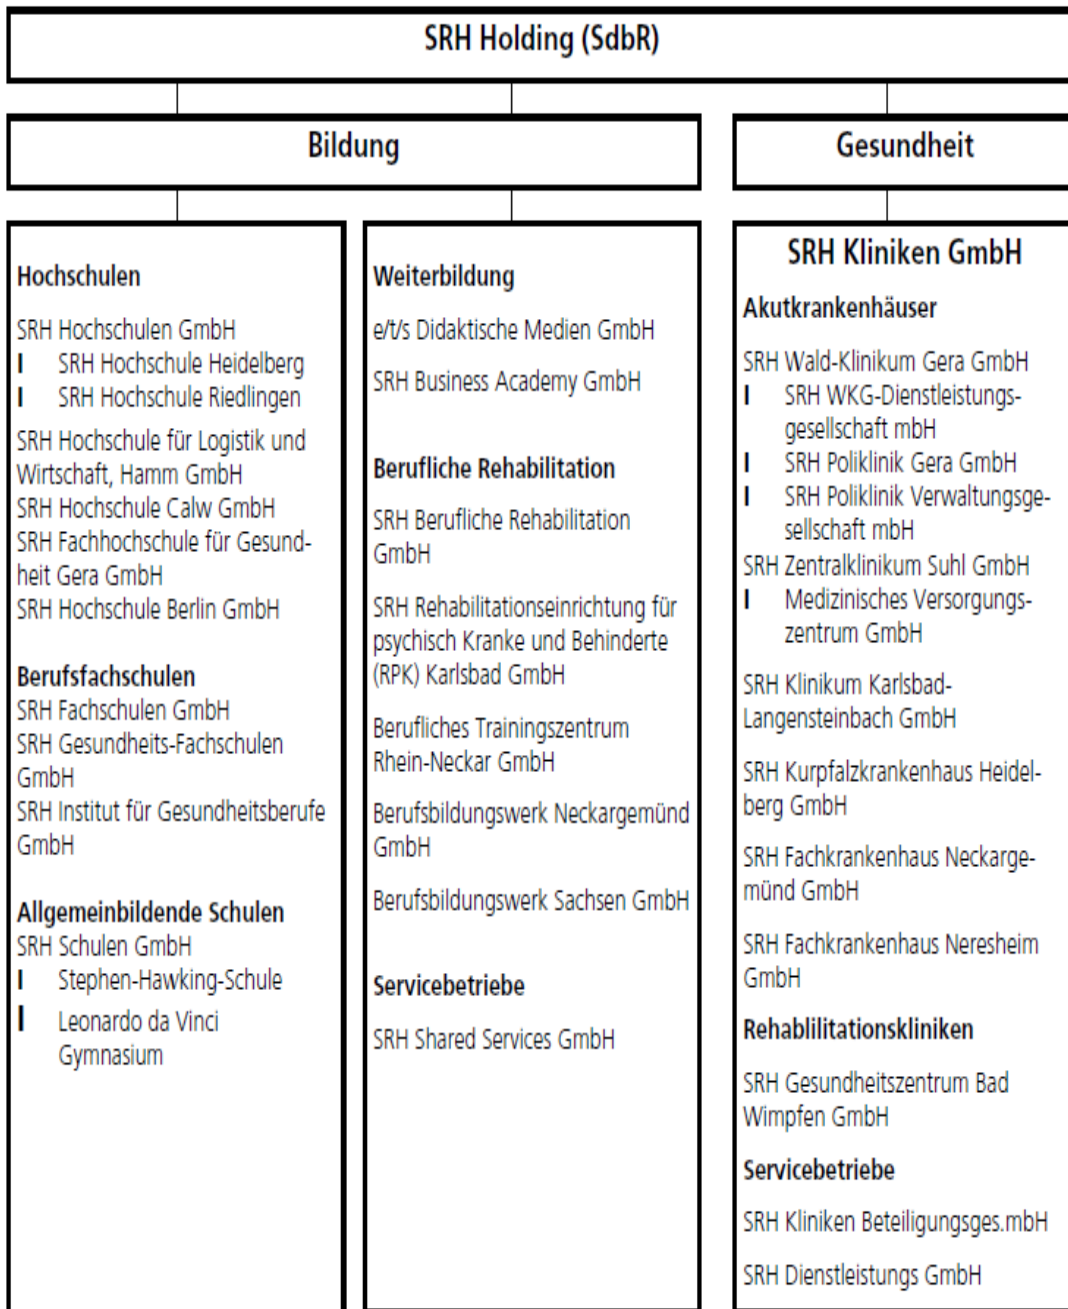 SRH Holding (SdbR)
Bildung
Gesundheit
Hochschulen
SRH Hochschulen GmbH
I SRH Hochschule Heidelberg
I SRH Hochschule Riedlingen
SRH Hochschule für Logistik und
Wirtschaft, Hamm GmbH
SRH Hochschule Calw GmbH
SRH Fachhochschule für Gesund-
heit Gera GmbH
SRH Hochschule Berlin GmbH
Berufsfachschulen
SRH Fachschulen GmbH
SRH Gesundheits-Fachschulen
GmbH
SRH Institut für Gesundheitsberufe
GmbH
Allgemeinbildende Schulen
SRH Schulen GmbH
I Stephen-Hawking-Schule
I Leonardo da Vinci
Gymnasium
Weiterbildung
e/t/s Didaktische Medien GmbH
SRH Business Academy GmbH
Berufliche Rehabilitation
SRH Berufliche Rehabilitation
GmbH
SRH Rehabilitationseinrichtung für
psychisch Kranke und Behinderte
(RPK) Karlsbad GmbH
Berufliches Trainingszentrum
Rhein-Neckar GmbH
Berufsbildungswerk Neckargemünd
GmbH
Berufsbildungswerk Sachsen GmbH
Servicebetriebe
SRH Shared Services GmbH
SRH Kliniken GmbH
Akutkrankenhäuser
SRH Wald-Klinikum Gera GmbH
I SRH WKG-Dienstleistungs-
gesellschaft mbH
I SRH Poliklinik Gera GmbH
I SRH Poliklinik Verwaltungsge-
sellschaft mbH
SRH Zentralklinikum Suhl GmbH
I Medizinisches Versorgungs-
zentrum GmbH
SRH Klinikum Karlsbad-
Langensteinbach GmbH
SRH Kurpfalzkrankenhaus Heidel-
berg GmbH
SRH Fachkrankenhaus Neckarge-
münd GmbH
SRH Fachkrankenhaus Neresheim
GmbH
Rehablilitationskliniken
SRH Gesundheitszentrum Bad
Wimpfen GmbH
Servicebetriebe
SRH Kliniken Beteiligungsges.mbH
SRH Dienstleistungs GmbH